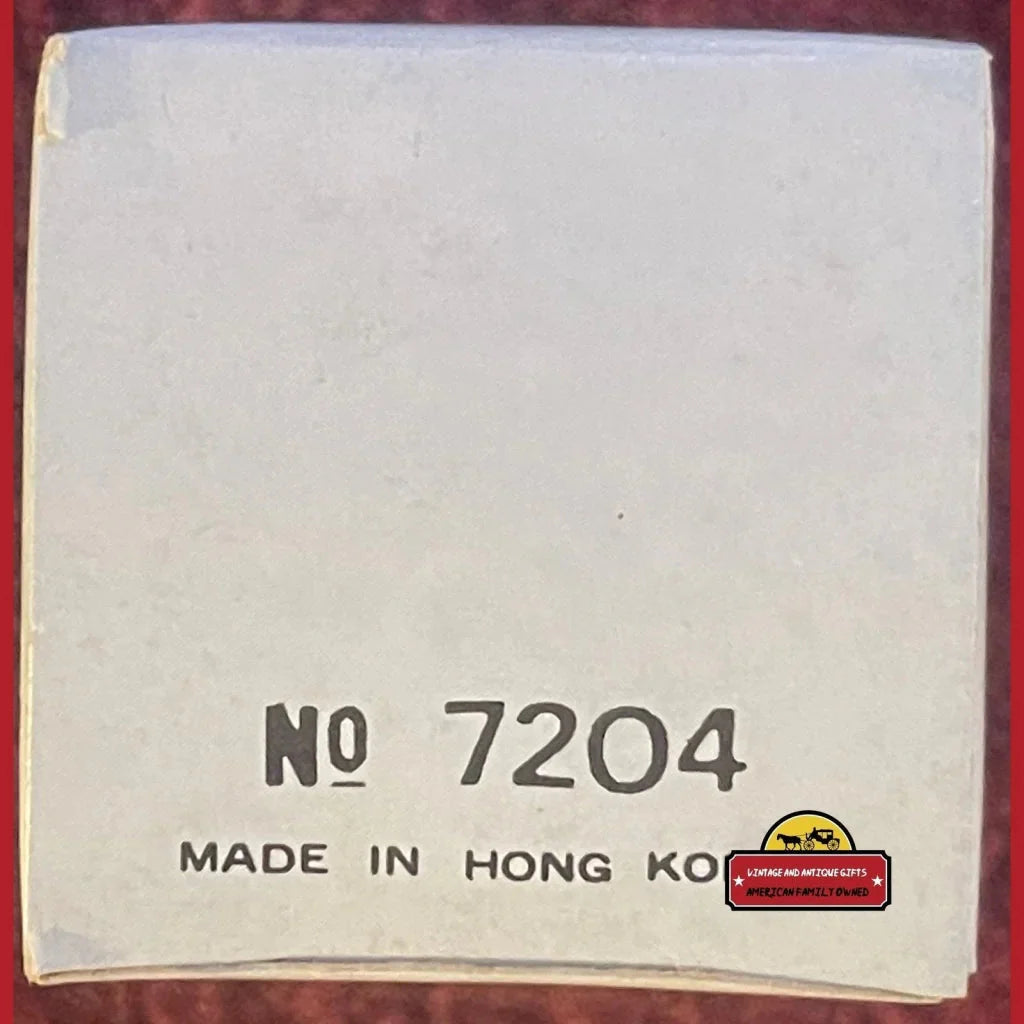 Nº 7204
MADE IN HONG KO
VINTAGE AND ANTIQUE GIFTS
AMERICAN FAMILY OWNED